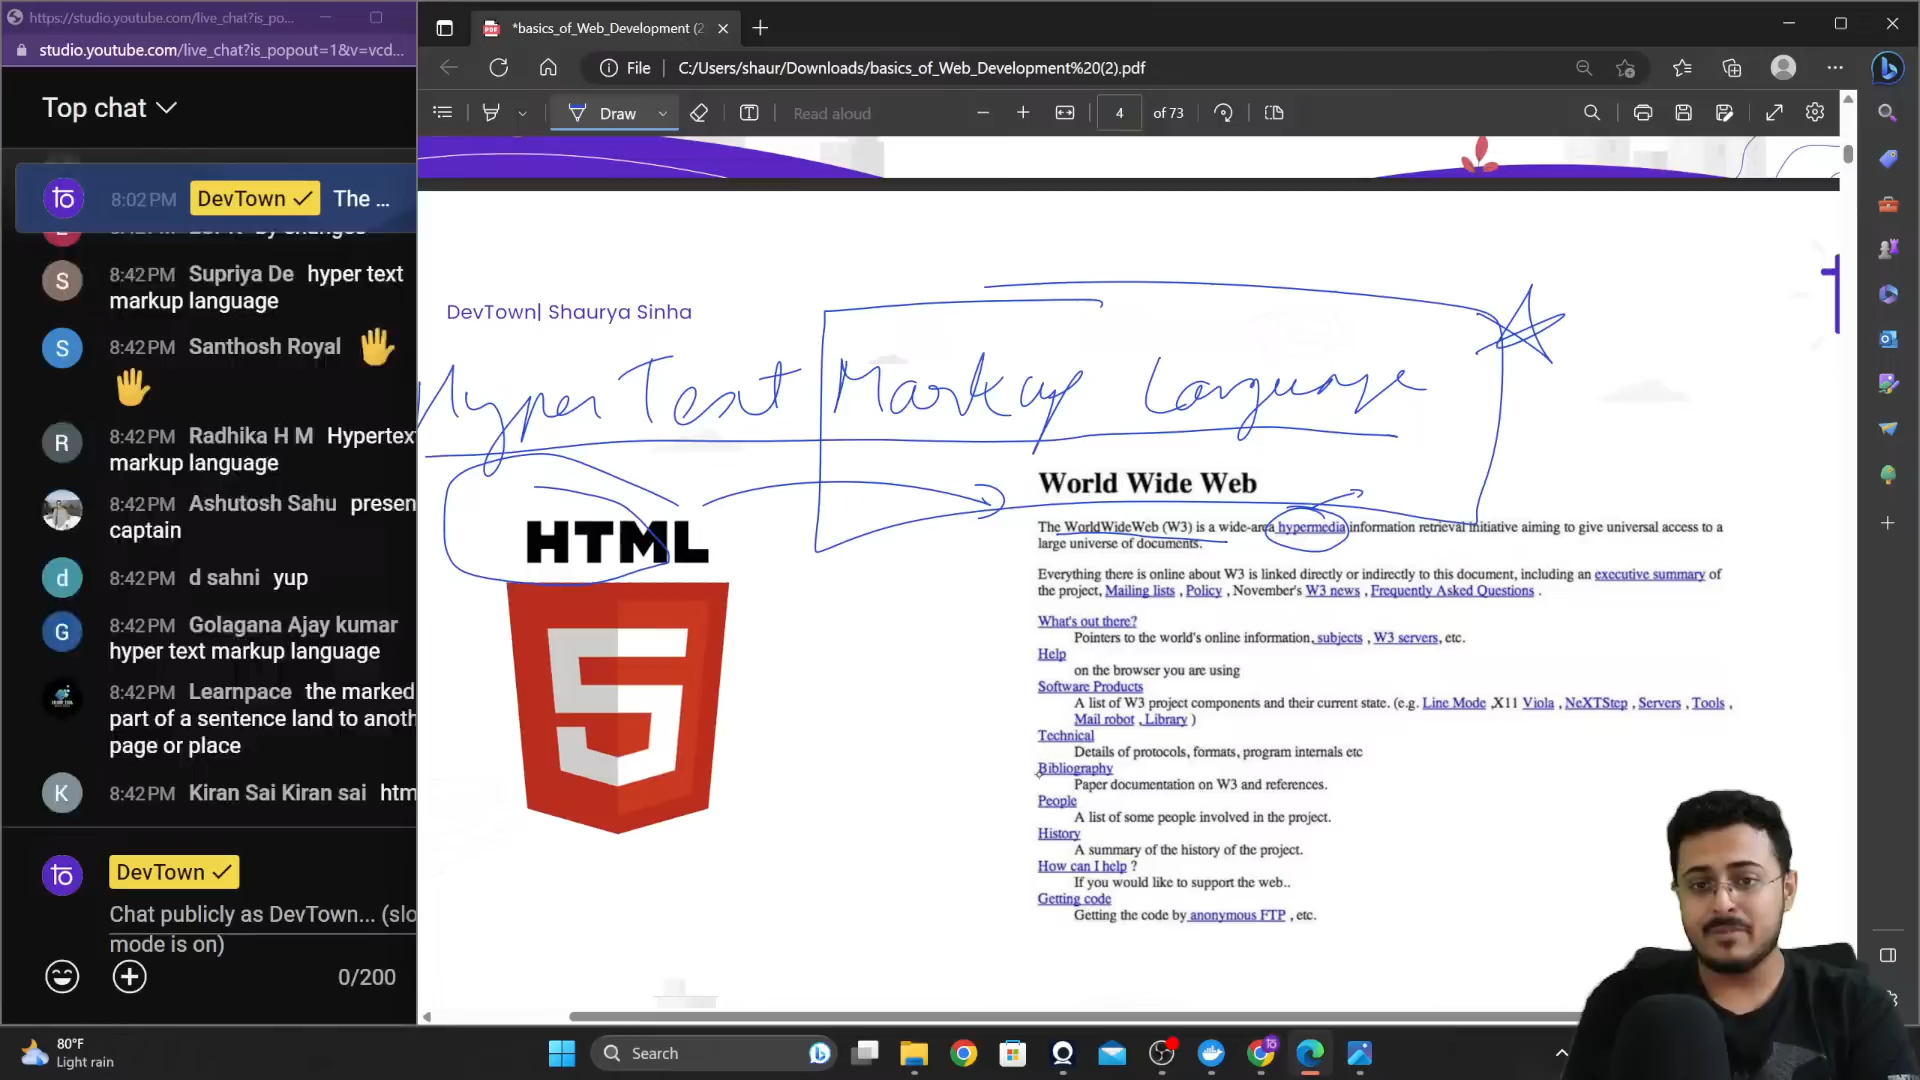 https://studio.youtube.com/live_chat?is_po...
studio.youtube.com/live_chat?is_popout=1&v=vcd...
Top chat
8:02 PM DevTown The ...
Supriya De hyper text
8:42 PM
markup language
8:42 PM Santhosh Royal
8:42 PM Radhika H M Hypertext
markup language
8:42 PM Ashutosh Sahu presen
captain
8:42 PM d sahni yup
8:42 PM Golagana Ajay kumar
hyper text markup language
8:42 PM Learnpace the marked
part of a sentence land to anoth
page or place
8:42 PM Kiran Sai Kiran sai htm
DevTown
Chat publicly as DevTown... (slo
mode is on)
0/200
*basics_of_Web_Development (2
File C:/Users/shaur/Downloads/basics_of_Web_Development%20(2).pdf
Draw Read aloud 4 of 73
DevTown| Shaurya Sinha
Hyper Text Markup Language
HTML
5
World Wide Web
The WorldWideWeb (W3) is a wide-area hypermedia information retrieval initiative aiming to give universal access to a
large universe of documents.
Everything there is online about W3 is linked directly or indirectly to this document, including an executive summary of
the project, Mailing lists , Policy , November's W3 news , Frequently Asked Questions .
What's out there?
Pointers to the world's online information, subjects , W3 servers, etc.
Help
on the browser you are using
Software Products
A list of W3 project components and their current state. (e.g. Line Mode ,X11 Viola , NeXTStep , Servers , Tools ,
Mail robot , Library )
Technical
Details of protocols, formats, program internals etc
Bibliography
Paper documentation on W3 and references.
People
A list of some people involved in the project.
History
A summary of the history of the project.
How can I help ?
If you would like to support the web..
Getting code
Getting the code by anonymous FTP , etc.
80°F
Light rain
Search